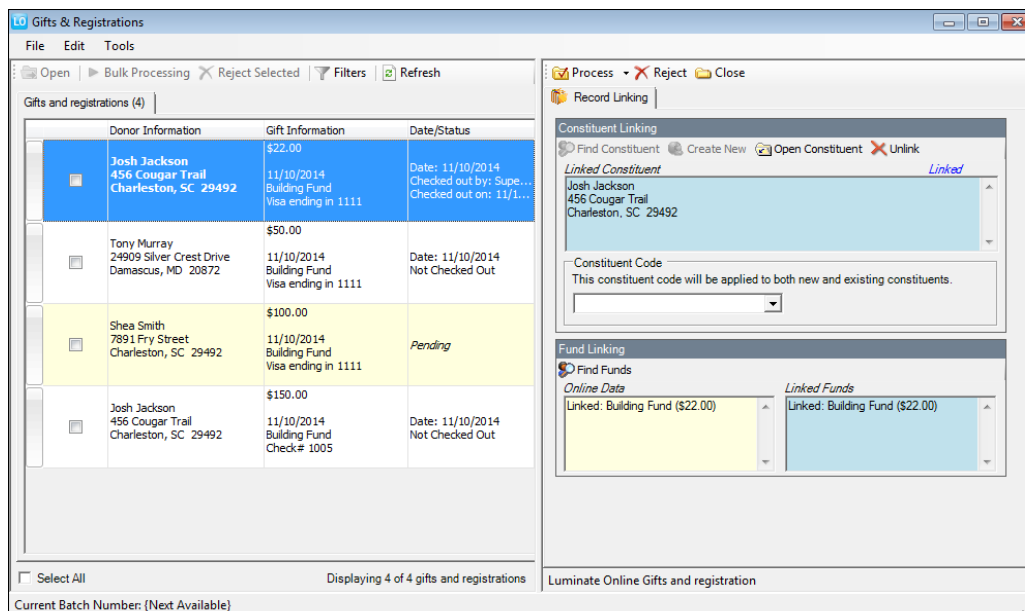 LO Gifts & Registrations
File Edit Tools
Open Bulk Processing Reject Selected Filters Refresh
Gifts and registrations (4)
Donor Information Gift Information Date/Status
Josh Jackson
456 Cougar Trail
Charleston, SC 29492
$22.00
11/10/2014
Building Fund
Visa ending in 1111
Date: 11/10/2014
Checked out by: Supe...
Checked out on: 11/1...
Tony Murray
24909 Silver Crest Drive
Damascus, MD 20872
$50.00
11/10/2014
Building Fund
Visa ending in 1111
Date: 11/10/2014
Not Checked Out
Shea Smith
7891 Fry Street
Charleston, SC 29492
$100.00
11/10/2014
Building Fund
Visa ending in 1111
Pending
Josh Jackson
456 Cougar Trail
Charleston, SC 29492
$150.00
11/10/2014
Building Fund
Check# 1005
Date: 11/10/2014
Not Checked Out
Select All Displaying 4 of 4 gifts and registrations
Process Reject Close
Record Linking
Constituent Linking
Find Constituent Create New Open Constituent Unlink
Linked Constituent Linked
Josh Jackson
456 Cougar Trail
Charleston, SC 29492
Constituent Code
This constituent code will be applied to both new and existing constituents.
Fund Linking
Find Funds
Online Data Linked Funds
Linked: Building Fund ($22.00) Linked: Building Fund ($22.00)
Luminate Online Gifts and registration
Current Batch Number: {Next Available}